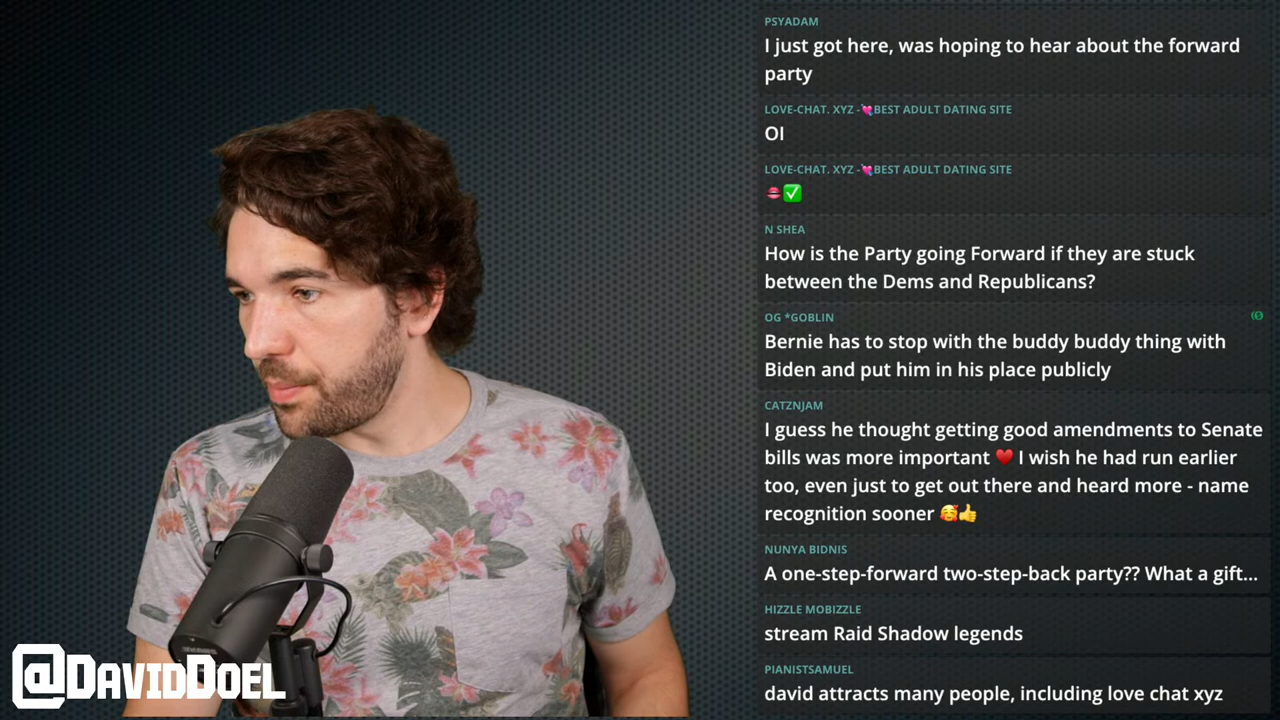 PSYADAM
I just got here, was hoping to hear about the forward
party
LOVE-CHAT. XYZ -💘BEST ADULT DATING SITE
OI
LOVE-CHAT. XYZ -💘BEST ADULT DATING SITE
👄✅
N SHEA
How is the Party going Forward if they are stuck
between the Dems and Republicans?
OG *GOBLIN
Bernie has to stop with the buddy buddy thing with
Biden and put him in his place publicly
CATZNJAM
I guess he thought getting good amendments to Senate
bills was more important ♥️ I wish he had run earlier
too, even just to get out there and heard more - name
recognition sooner 🥰👍
NUNYA BIDNIS
A one-step-forward two-step-back party?? What a gift...
HIZZLE MOBIZZLE
stream Raid Shadow legends
PIANISTSAMUEL
david attracts many people, including love chat xyz
@DAVIDDOEL